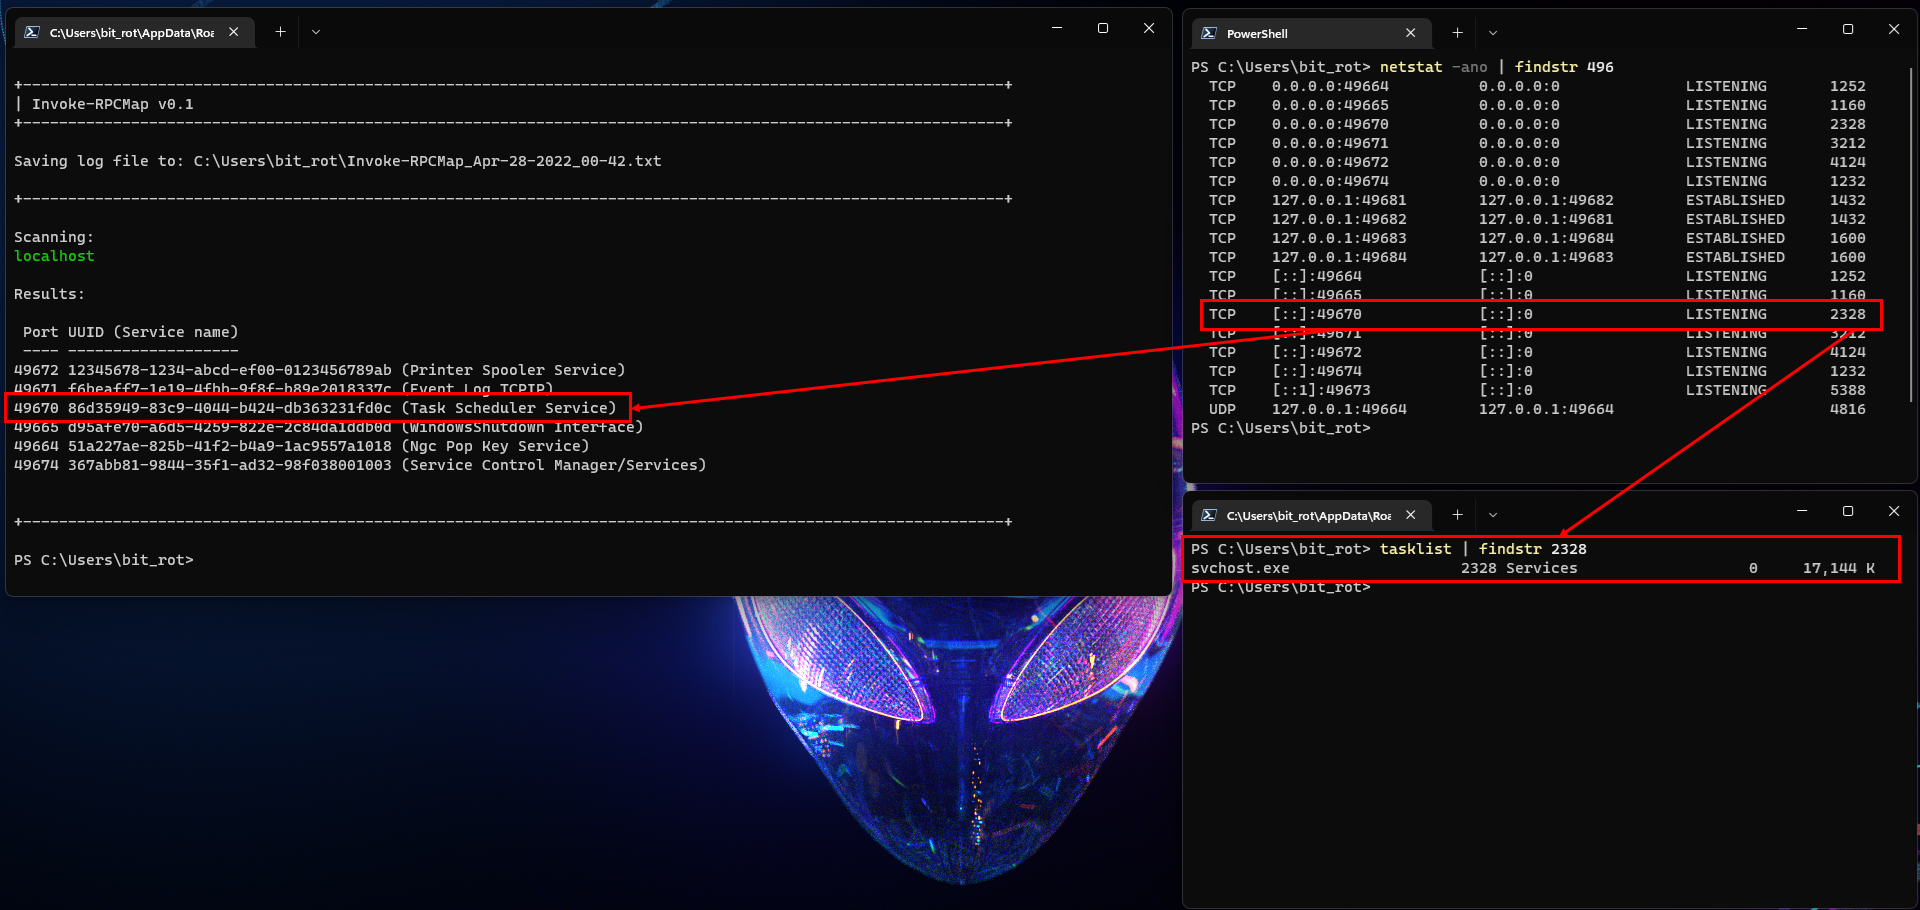 C:\Users\bit_rot\AppData\Roa
+--------------------------------------------------------------------------------------------------------------+
| Invoke-RPCMap v0.1
+--------------------------------------------------------------------------------------------------------------+
Saving log file to: C:\Users\bit_rot\Invoke-RPCMap_Apr-28-2022_00-42.txt
+--------------------------------------------------------------------------------------------------------------+
Scanning:
localhost
Results:
Port UUID (Service name)
---- -------------------
49672 12345678-1234-abcd-ef00-0123456789ab (Printer Spooler Service)
49671 f6beaff7-1e19-4fbb-9f8f-b89e2018337c (Event Log TCPIP)
49670 86d35949-83c9-4044-b424-db363231fd0c (Task Scheduler Service)
49665 d95afe70-a6d5-4259-822e-2c84da1ddb0d (WindowsShutdown Interface)
49664 51a227ae-825b-41f2-b4a9-1ac9557a1018 (Ngc Pop Key Service)
49674 367abb81-9844-35f1-ad32-98f038001003 (Service Control Manager/Services)
+--------------------------------------------------------------------------------------------------------------+
PS C:\Users\bit_rot>
PowerShell
PS C:\Users\bit_rot> netstat -ano | findstr 496
TCP 0.0.0.0:49664 0.0.0.0:0 LISTENING 1252
TCP 0.0.0.0:49665 0.0.0.0:0 LISTENING 1160
TCP 0.0.0.0:49670 0.0.0.0:0 LISTENING 2328
TCP 0.0.0.0:49671 0.0.0.0:0 LISTENING 3212
TCP 0.0.0.0:49672 0.0.0.0:0 LISTENING 4124
TCP 0.0.0.0:49674 0.0.0.0:0 LISTENING 1232
TCP 127.0.0.1:49681 127.0.0.1:49682 ESTABLISHED 1432
TCP 127.0.0.1:49682 127.0.0.1:49681 ESTABLISHED 1432
TCP 127.0.0.1:49683 127.0.0.1:49684 ESTABLISHED 1600
TCP 127.0.0.1:49684 127.0.0.1:49683 ESTABLISHED 1600
TCP [::]:49664 [::]:0 LISTENING 1252
TCP [::]:49665 [::]:0 LISTENING 1160
TCP [::]:49670 [::]:0 LISTENING 2328
TCP [::]:49671 [::]:0 LISTENING 3212
TCP [::]:49672 [::]:0 LISTENING 4124
TCP [::]:49674 [::]:0 LISTENING 1232
TCP [::1]:49673 [::]:0 LISTENING 5388
UDP 127.0.0.1:49664 127.0.0.1:49664 4816
PS C:\Users\bit_rot>
C:\Users\bit_rot\AppData\Roa
PS C:\Users\bit_rot> tasklist | findstr 2328
svchost.exe 2328 Services 0 17,144 K
PS C:\Users\bit_rot>